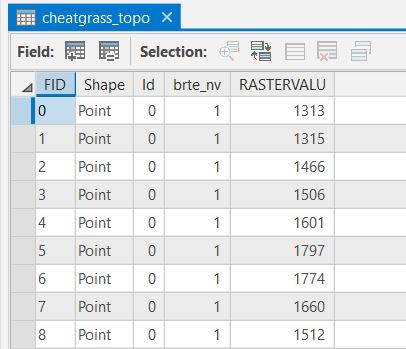 cheatgrass_topo
Field: Selection:
FID Shape Id brte_nv RASTERVALU
0 Point 0 1 1313
1 Point 0 1 1315
2 Point 0 1 1466
3 Point 0 1 1506
4 Point 0 1 1601
5 Point 0 1 1797
6 Point 0 1 1774
7 Point 0 1 1660
8 Point 0 1 1512